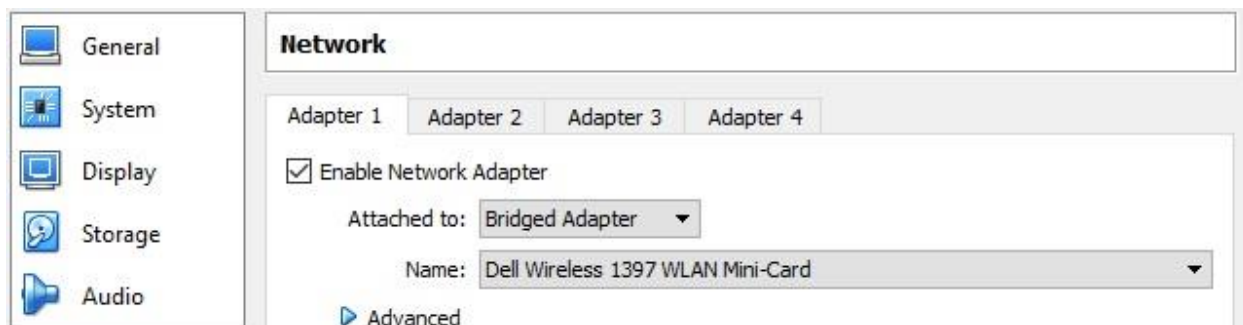 General
System
Display
Storage
Audio
Network
Adapter 1 Adapter 2 Adapter 3 Adapter 4
Enable Network Adapter
Attached to: Bridged Adapter
Name: Dell Wireless 1397 WLAN Mini-Card
Advanced